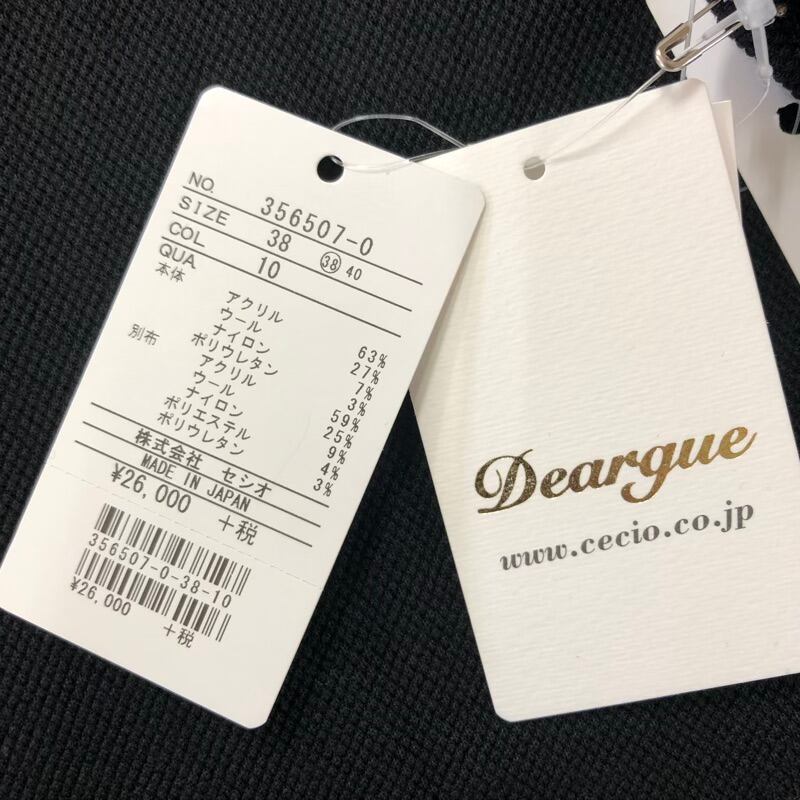 NO. 356507-0
SIZE 38 38 40
COL 10
QUA
本体 アクリル 63%
ウール 27%
ナイロン 7%
ポリウレタン 3%
別布 アクリル 59%
ウール 25%
ナイロン 9%
ポリエステル 4%
ポリウレタン 3%
株式会社 セシオ
MADE IN JAPAN
¥26,000 +税
356507-0-38-10
¥26,000 +税
Deargue
www.cecio.co.jp